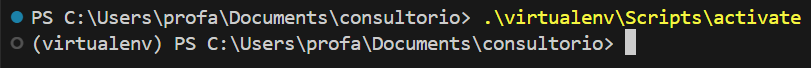 PS C:\Users\profa\Documents\consultorio> .\virtualenv\Scripts\activate
(virtualenv) PS C:\Users\profa\Documents\consultorio>